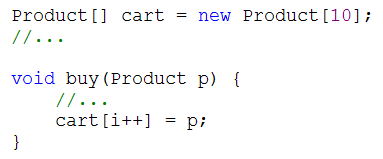 Product[] cart = new Product[10];
//...
void buy(Product p) {
//...
cart[i++] = p;
}